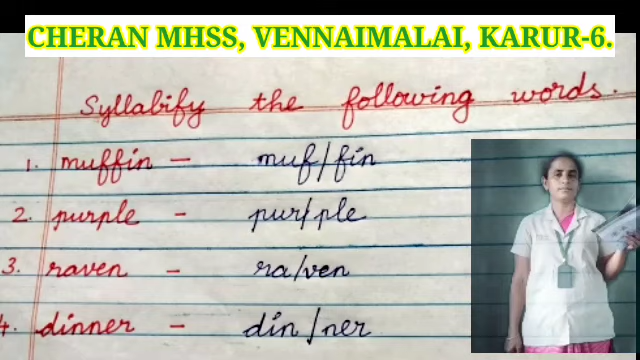 CHERAN MHSS, VENNAIMALAI, KARUR-6.
Syllabify the following words.
1. muffin - muf/fin
2. purple - pur/ple
3. raven - ra/ven
4. dinner - din/ner